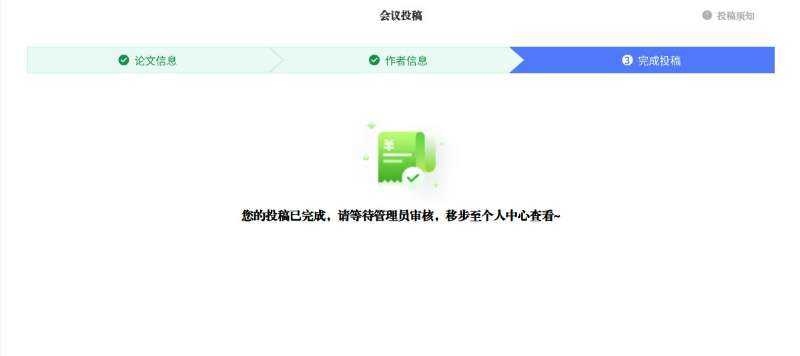 会议投稿
投稿须知
论文信息
作者信息
3 完成投稿
¥
您的投稿已完成，请等待管理员审核，移步至个人中心查看~